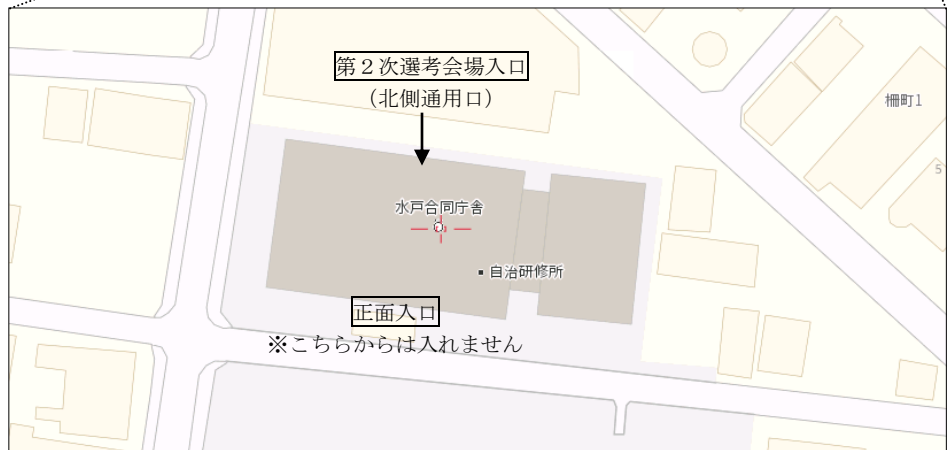 第２次選考会場入口
（北側通用口）
柵町1
5
水戸合同庁舎
自治研修所
正面入口
※こちらからは入れません